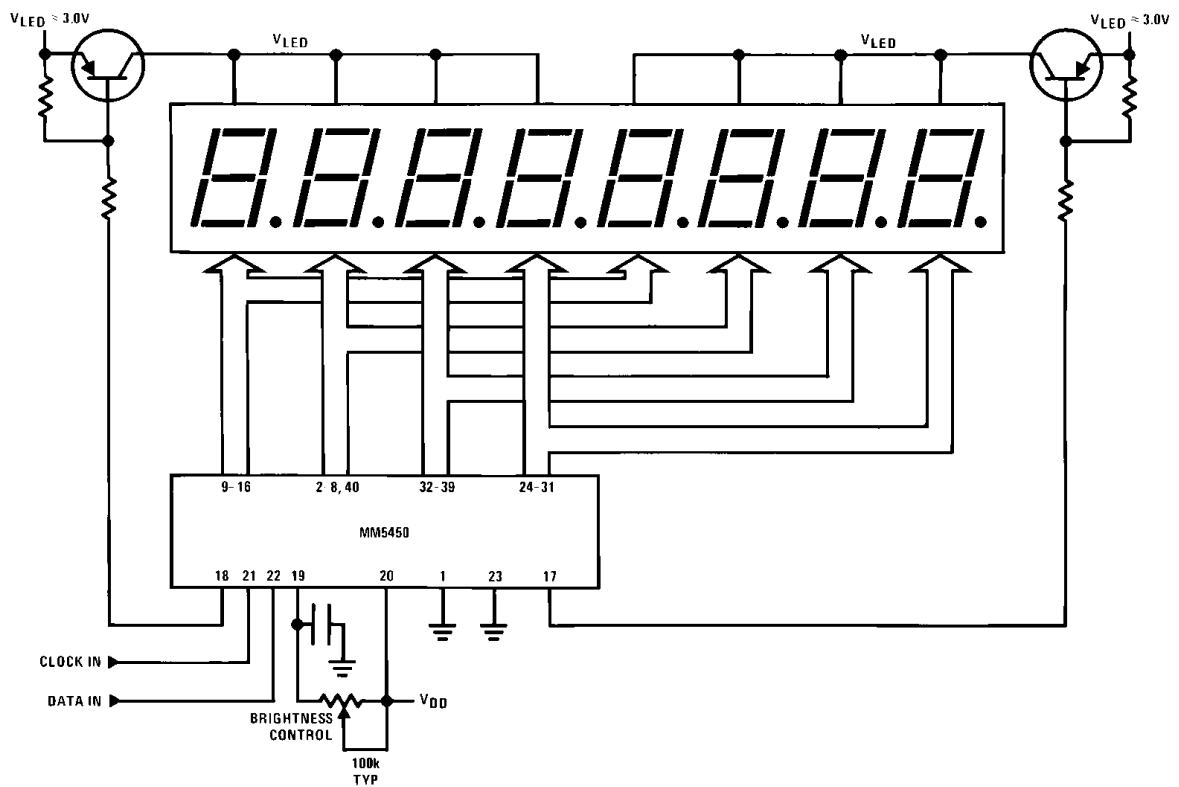 VLED ≈ 3.0V
VLED ≈ 3.0V
VLED
VLED
9-16
2-8, 40
32-39
24-31
MM5450
18
21
22
19
20
1
23
17
CLOCK IN
DATA IN
VDD
BRIGHTNESS
CONTROL
100k
TYP